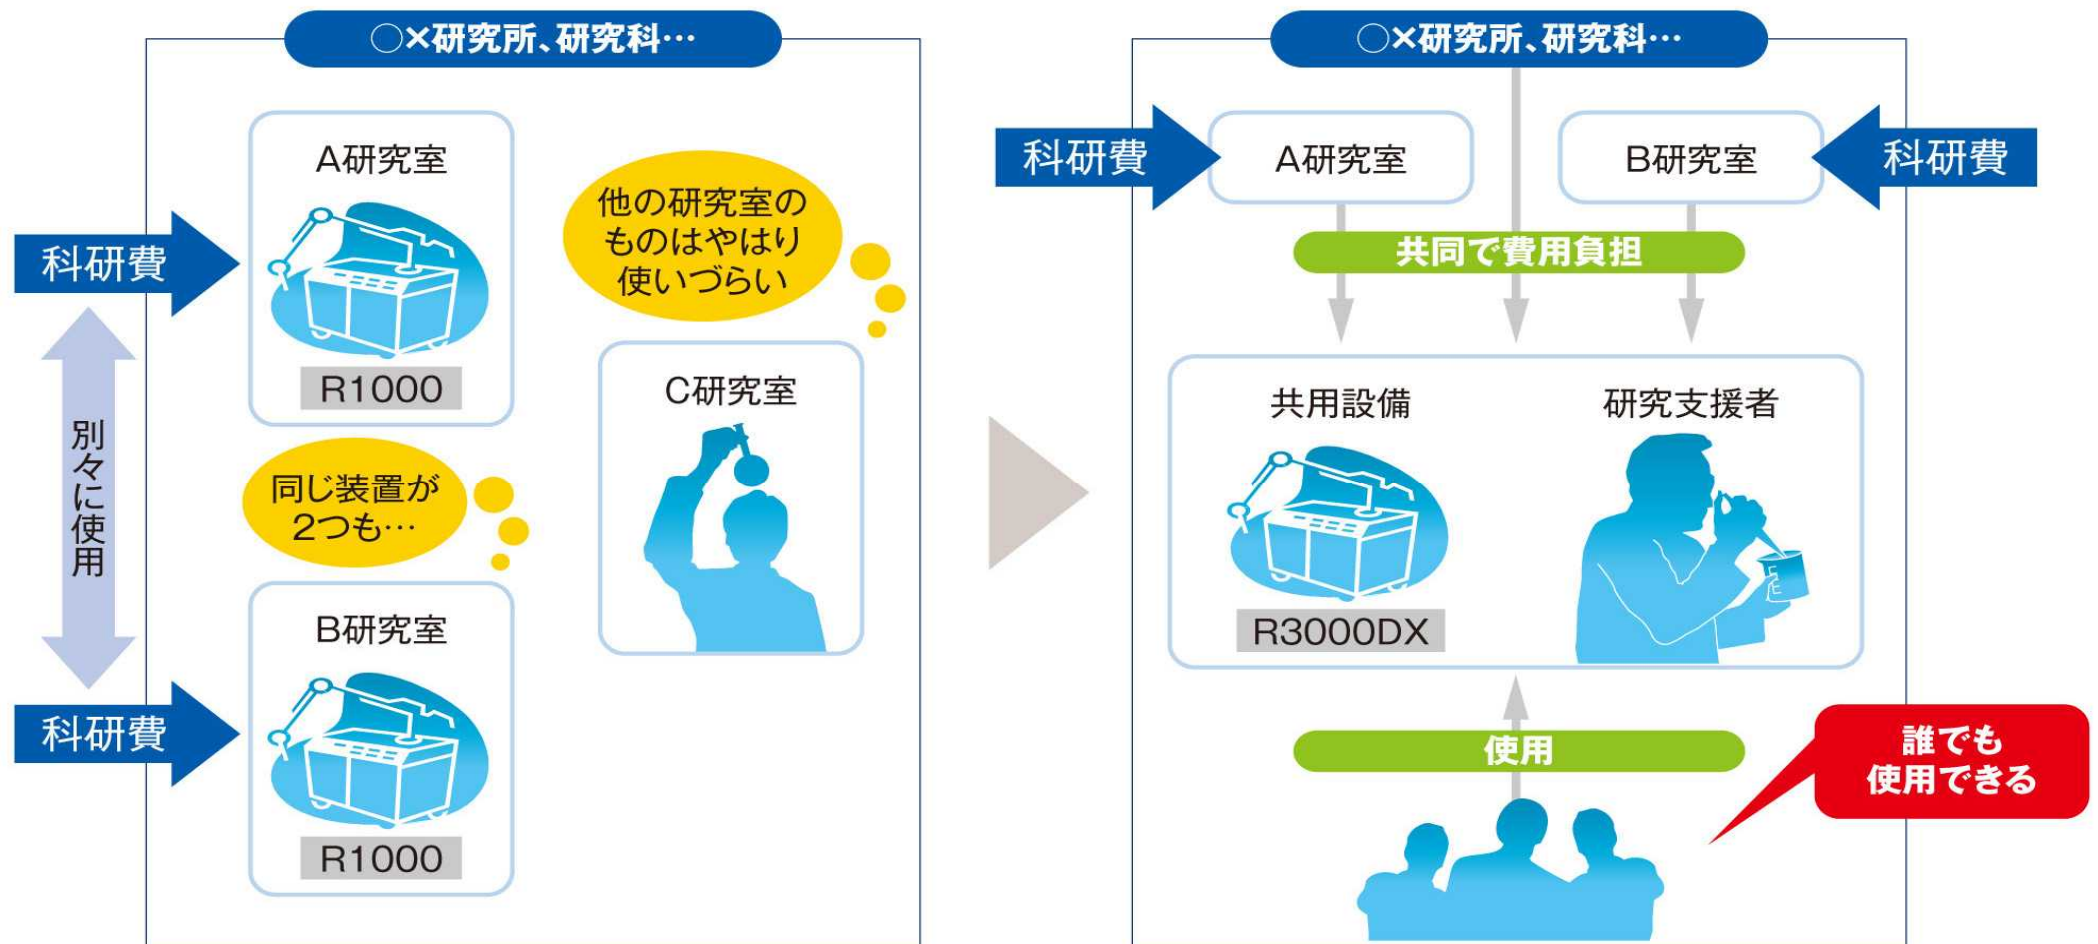 ○×研究所、研究科…
A研究室
科研費
R1000
他の研究室の
ものはやはり
使いづらい
C研究室
別々に使用
同じ装置が
2つも…
B研究室
科研費
R1000
○×研究所、研究科…
科研費
A研究室
B研究室
科研費
共同で費用負担
共用設備
研究支援者
R3000DX
使用
誰でも
使用できる